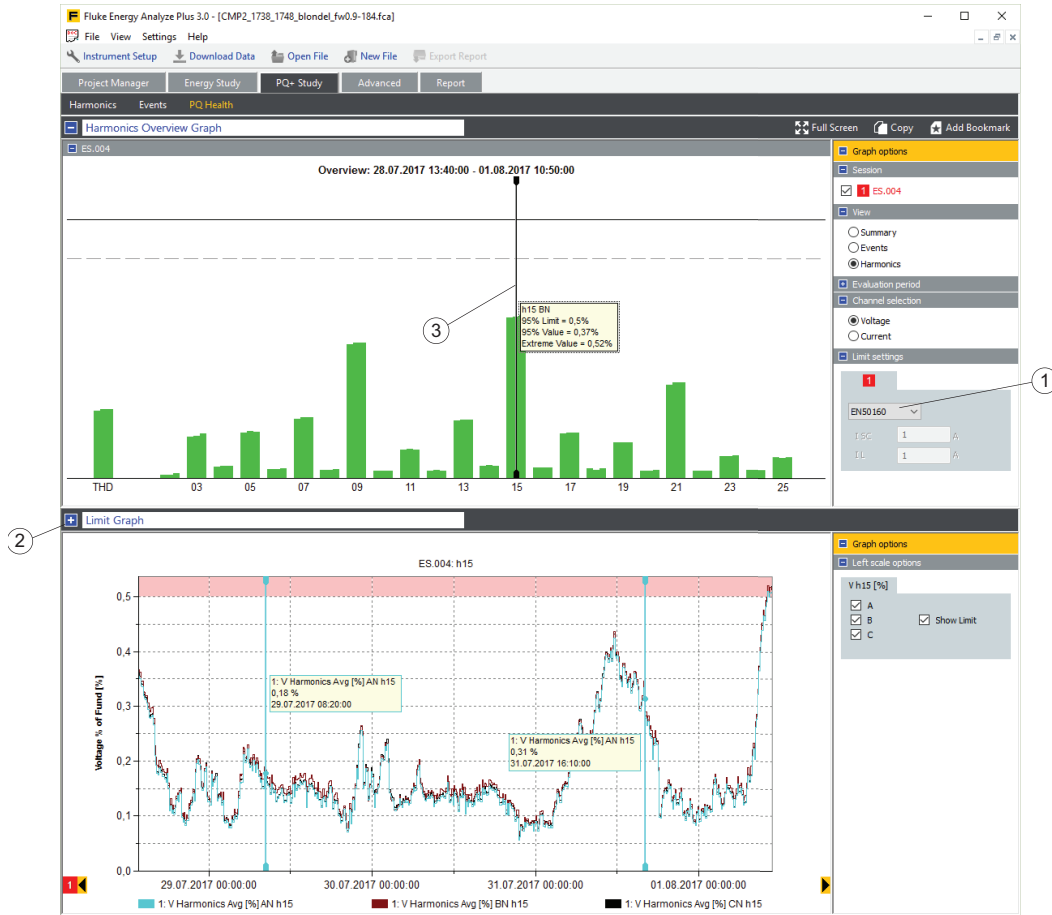 Fluke Energy Analyze Plus 3.0 - [CMP2_1738_1748_blondel_fw0.9-184.fca]
File View Settings Help
Instrument Setup Download Data Open File New File Export Report
Project Manager Energy Study PQ+ Study Advanced Report
Harmonics Events PQ Health
Harmonics Overview Graph Full Screen Copy Add Bookmark
ES.004
Overview: 28.07.2017 13:40:00 - 01.08.2017 10:50:00
h15 BN
95% Limit = 0,5%
95% Value = 0,37%
Extreme Value = 0,52%
3
THD 03 05 07 09 11 13 15 17 19 21 23 25
Graph options
Session
1 ES.004
View
Summary
Events
Harmonics
Evaluation period
Channel selection
Voltage
Current
Limit settings
1
EN50160
1
ISC 1 A
IL 1 A
2
Limit Graph
ES.004: h15
Voltage % of Fund [%]
0,5
0,4
0,3
0,2
0,1
0,0
1: V Harmonics Avg [%] AN h15
0,18 %
29.07.2017 08:20:00
1: V Harmonics Avg [%] AN h15
0,31 %
31.07.2017 16:10:00
1
29.07.2017 00:00:00 30.07.2017 00:00:00 31.07.2017 00:00:00 01.08.2017 00:00:00
1: V Harmonics Avg [%] AN h15 1: V Harmonics Avg [%] BN h15 1: V Harmonics Avg [%] CN h15
Graph options
Left scale options
V h15 [%]
A
B Show Limit
C